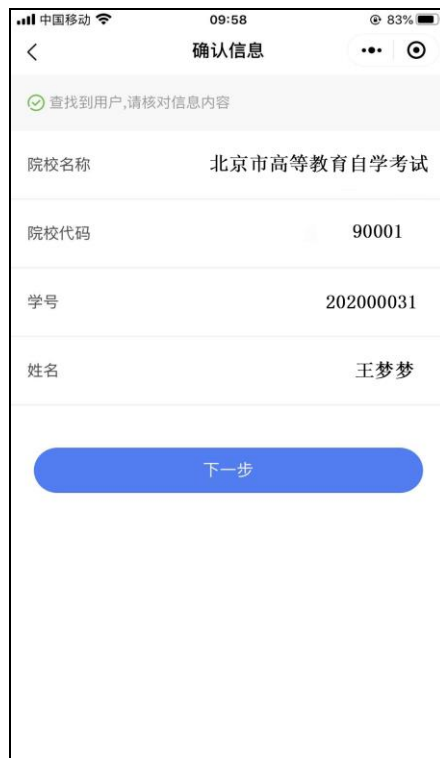 中国移动 09:58 83%
确认信息
查找到用户,请核对信息内容
院校名称 北京市高等教育自学考试
院校代码 90001
学号 202000031
姓名 王梦梦
下一步